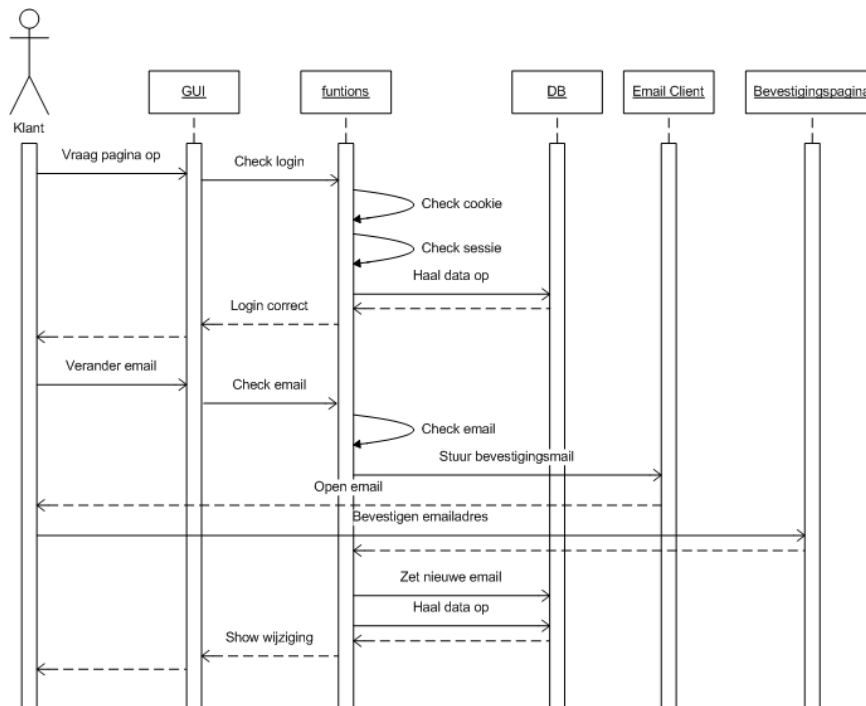 GUI
funtions
DB
Email Client
Bevestigingspagina
Klant
Vraag pagina op
Check login
Check cookie
Check sessie
Haal data op
Login correct
Verander email
Check email
Check email
Stuur bevestigingsmail
Open email
Bevestigen emailadres
Zet nieuwe email
Haal data op
Show wijziging